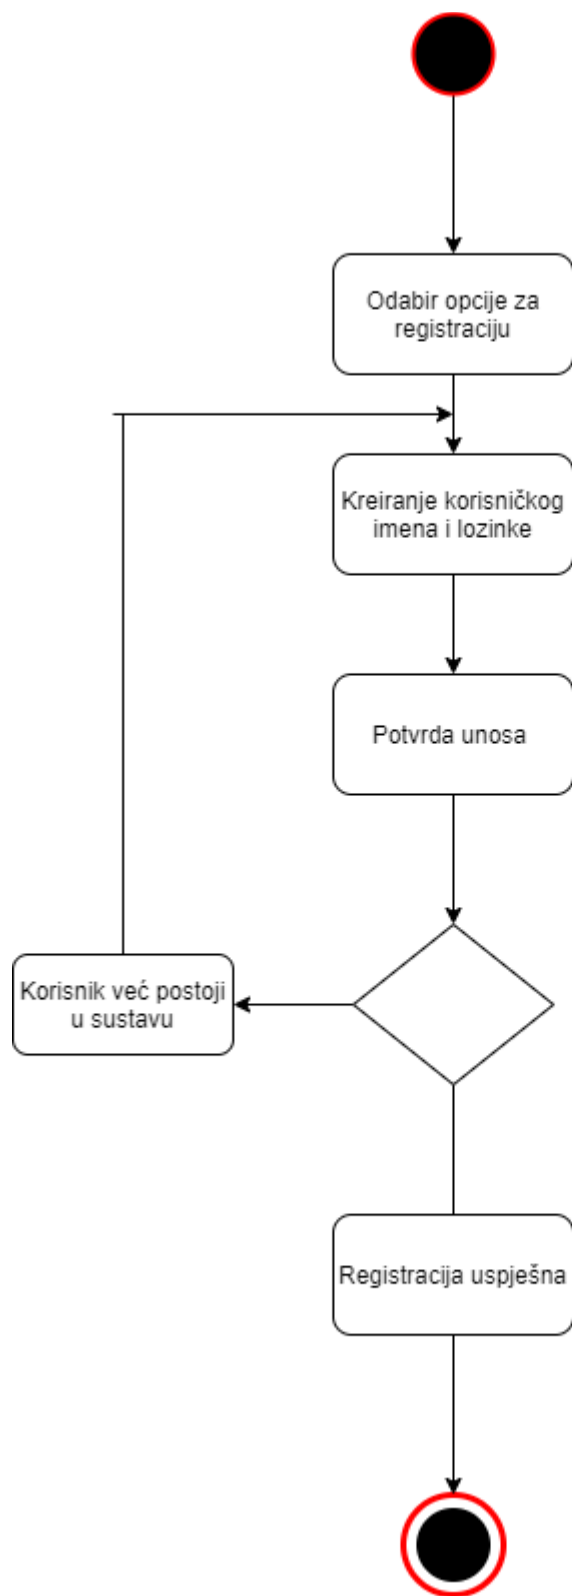 Odabir opcije za
registraciju
Kreiranje korisničkog
imena i lozinke
Potvrda unosa
Korisnik već postoji
u sustavu
Registracija uspješna